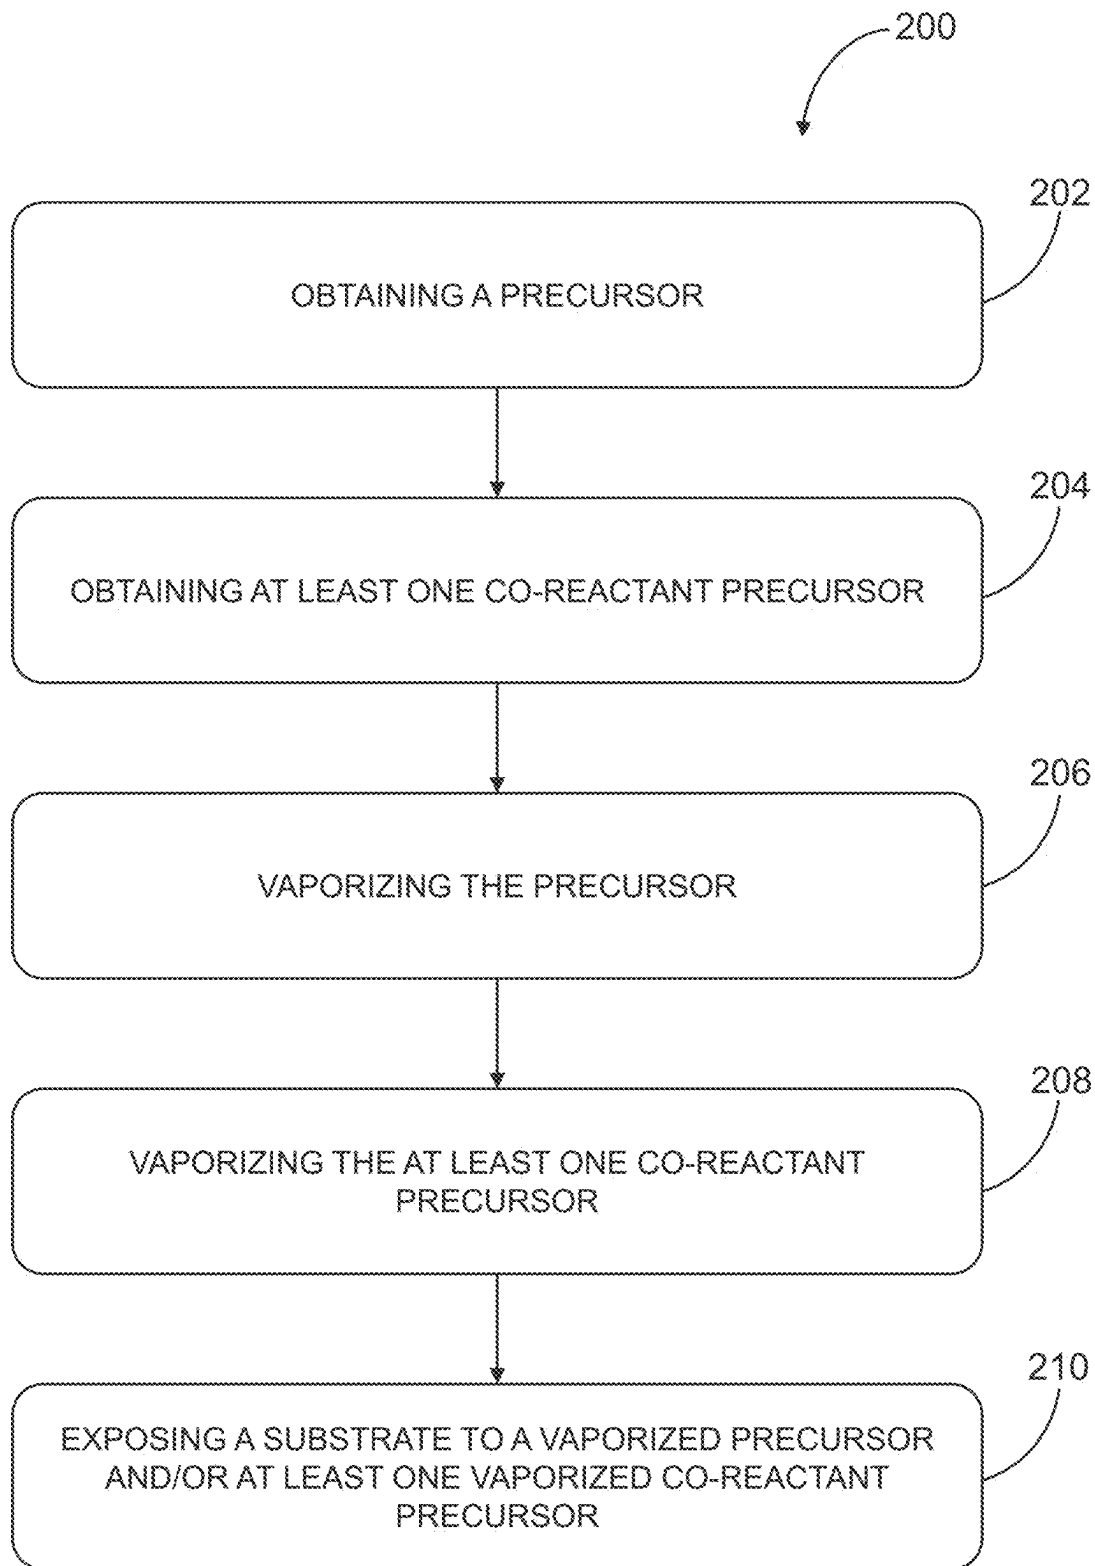 200
202
OBTAINING A PRECURSOR
204
OBTAINING AT LEAST ONE CO-REACTANT PRECURSOR
206
VAPORIZING THE PRECURSOR
208
VAPORIZING THE AT LEAST ONE CO-REACTANT
PRECURSOR
210
EXPOSING A SUBSTRATE TO A VAPORIZED PRECURSOR
AND/OR AT LEAST ONE VAPORIZED CO-REACTANT
PRECURSOR